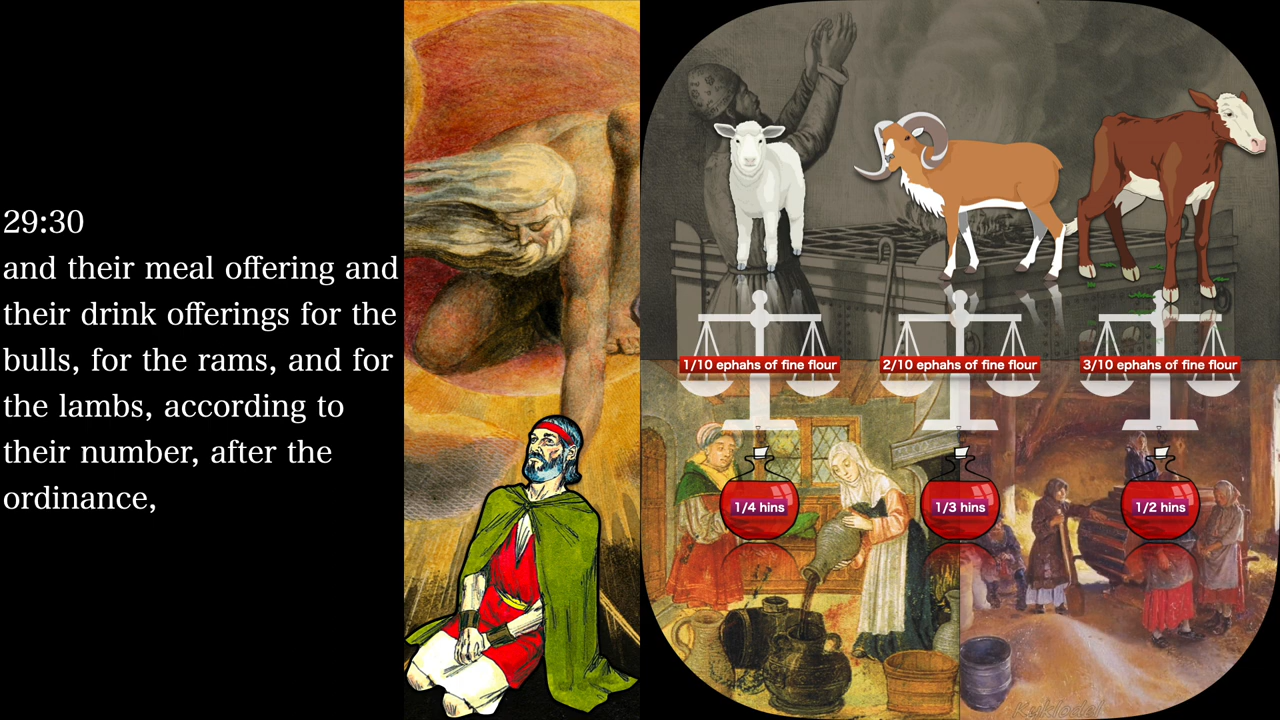 29:30
and their meal offering and
their drink offerings for the
bulls, for the rams, and for
the lambs, according to
their number, after the
ordinance,
1/10 ephahs of fine flour
2/10 ephahs of fine flour
3/10 ephahs of fine flour
1/4 hins
1/3 hins
1/2 hins